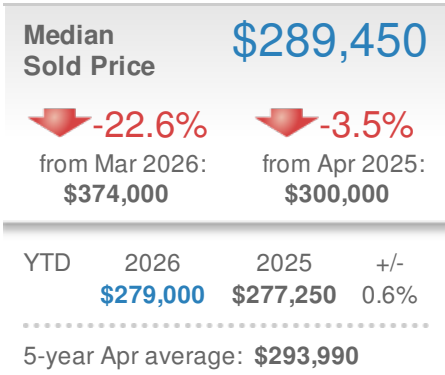 Median $289,450
Sold Price
-22.6% -3.5%
from Mar 2026: from Apr 2025:
$374,000 $300,000
YTD 2026 2025 +/-
$279,000 $277,250 0.6%
5-year Apr average: $293,990